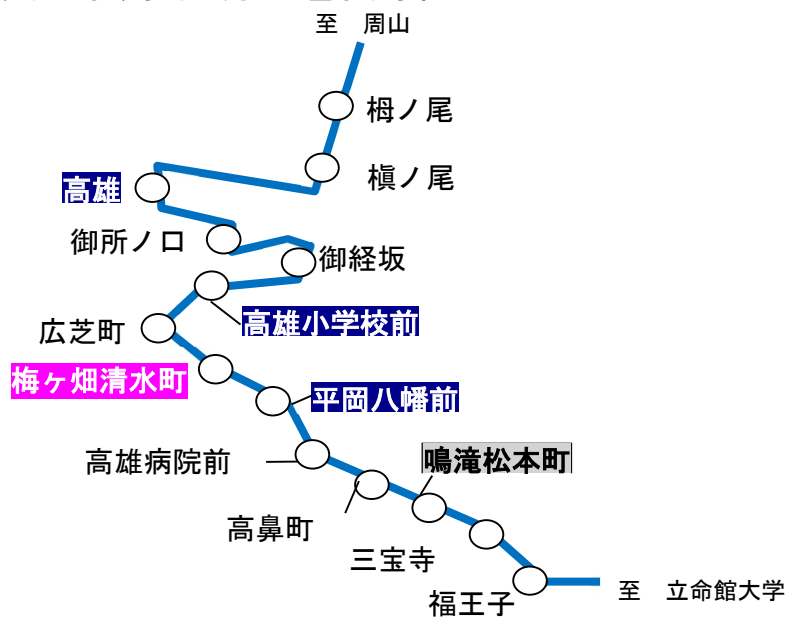 至　周山
栂ノ尾
槇ノ尾
高雄
御所ノ口
御経坂
高雄小学校前
広芝町
梅ヶ畑清水町
平岡八幡前
高雄病院前
鳴滝松本町
高鼻町
三宝寺
福王子
至　立命館大学